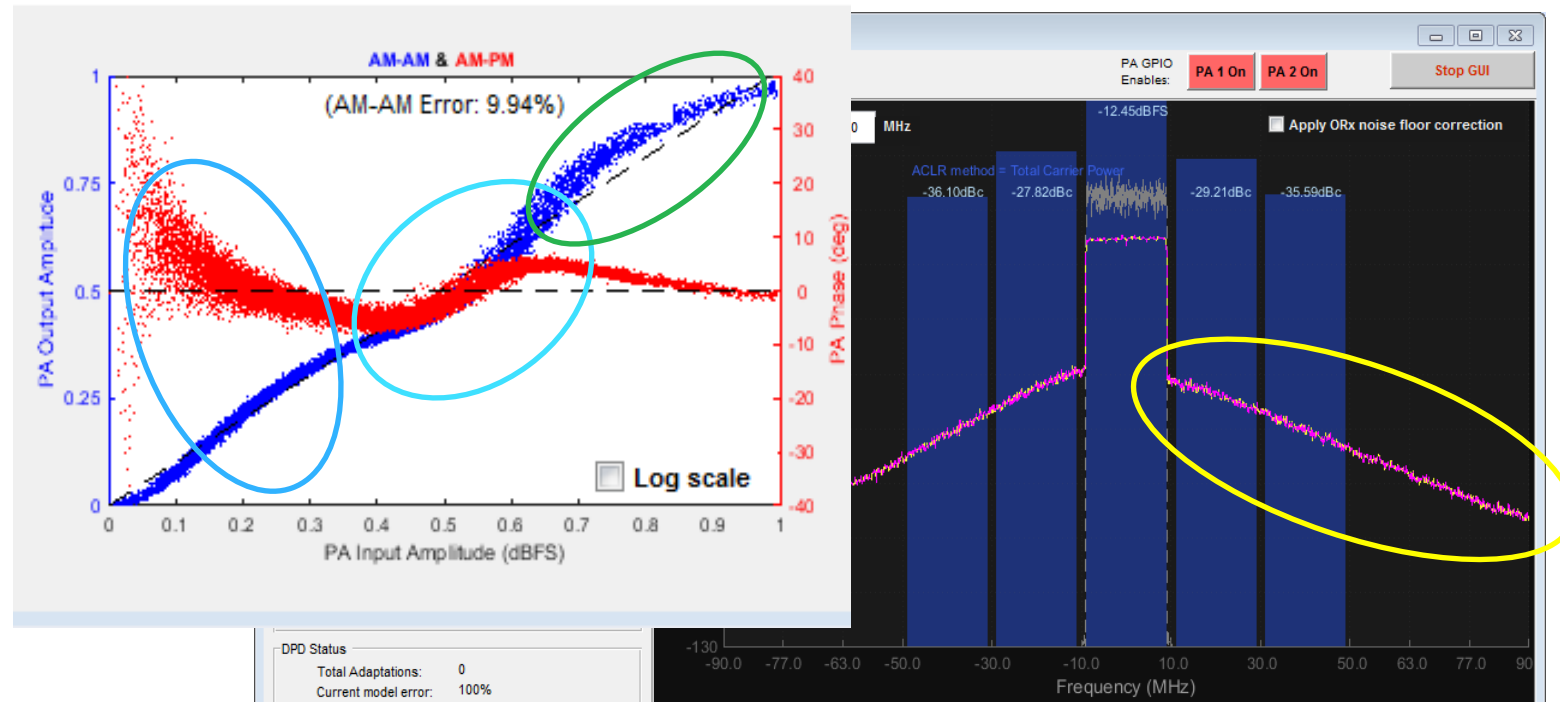 AM-AM & AM-PM
(AM-AM Error: 9.94%)
PA Output Amplitude
1
0.75
0.5
0.25
0
40
30
20
10
0
-10
-20
-30
-40
PA Phase (deg)
Log scale
0 0.1 0.2 0.3 0.4 0.5 0.6 0.7 0.8 0.9 1
PA Input Amplitude (dBFS)
PA GPIO
Enables:
PA 1 On
PA 2 On
Stop GUI
0 MHz
-12.45dBFS
Apply ORx noise floor correction
ACLR method = Total Carrier Power
-36.10dBc -27.82dBc -29.21dBc -35.59dBc
-130
-90.0 -77.0 -63.0 -50.0 -30.0 -10.0 10.0 30.0 50.0 63.0 77.0 90
Frequency (MHz)
DPD Status
Total Adaptations: 0
Current model error: 100%